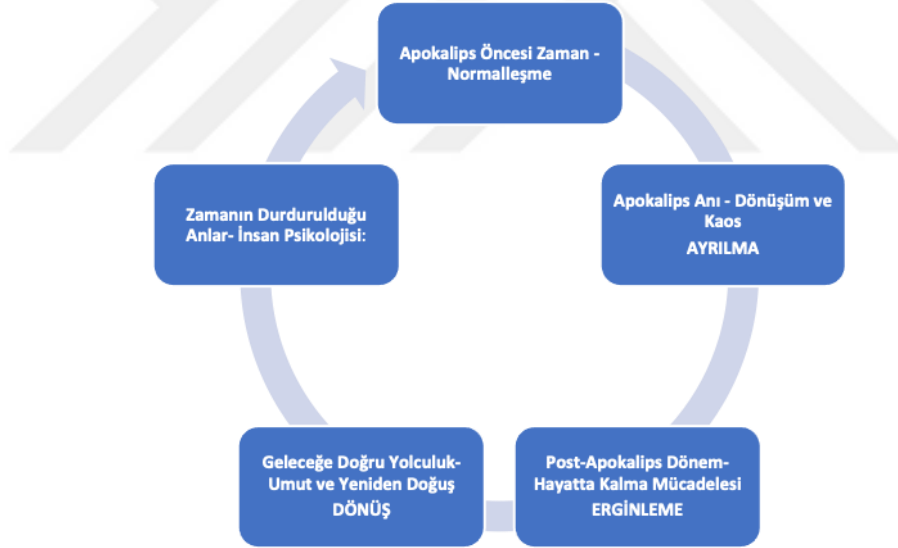 Apokalips Öncesi Zaman -
Normalleşme
Apokalips Anı - Dönüşüm ve
Kaos
AYRILMA
Post-Apokalips Dönem-
Hayatta Kalma Mücadelesi
ERGİNLEME
Geleceğe Doğru Yolculuk-
Umut ve Yeniden Doğuş
DÖNÜŞ
Zamanın Durdurulduğu
Anlar- İnsan Psikolojisi: